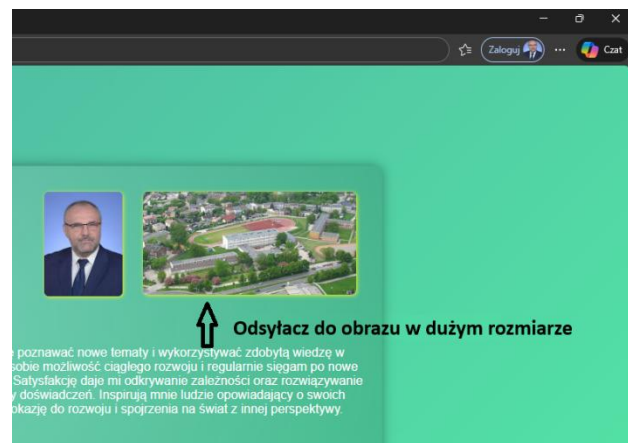 Zaloguj
Czat
Odsyłacz do obrazu w dużym rozmiarze
poznawać nowe tematy i wykorzystywać zdobytą wiedzę w
sobie możliwość ciągłego rozwoju i regularnie sięgam po nowe
Satysfakcję daje mi odkrywanie zależności oraz rozwiązywanie
doświadczeń. Inspirują mnie ludzie opowiadający o swoich
okazję do rozwoju i spojrzenia na świat z innej perspektywy.